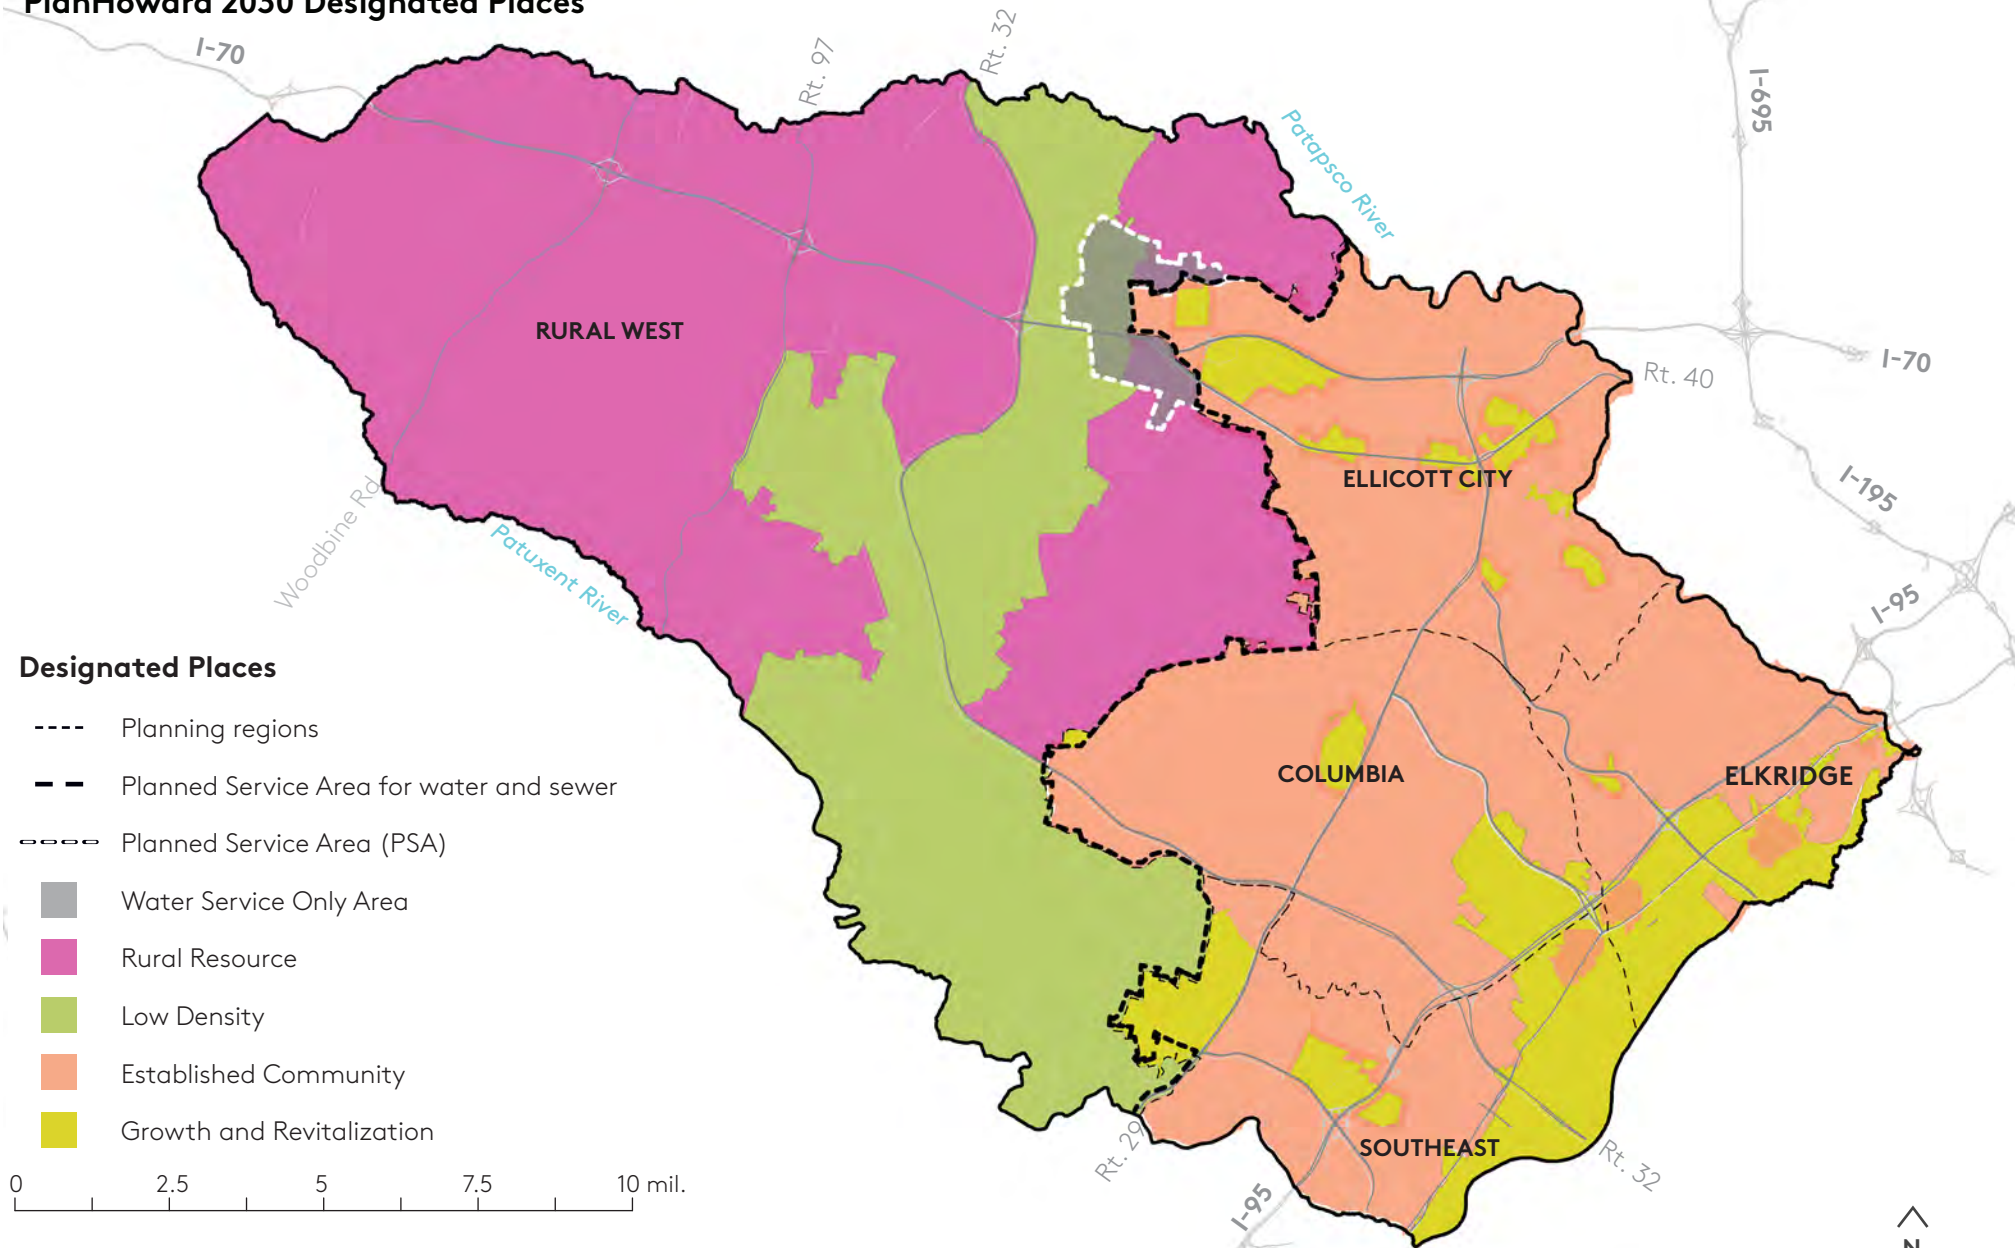 PlanHoward 2030 Designated Places
I-70
Rt. 97
Rt. 32
I-695
Patapsco River
RURAL WEST
I-70
Rt. 40
ELLICOTT CITY
I-195
Woodbine Rd
Patuxent River
I-95
Designated Places
Planning regions
Planned Service Area for water and sewer
Planned Service Area (PSA)
Water Service Only Area
Rural Resource
Low Density
Established Community
Growth and Revitalization
COLUMBIA
ELKRIDGE
SOUTHEAST
Rt. 29
Rt. 32
I-95
0 2.5 5 7.5 10 mil.
N